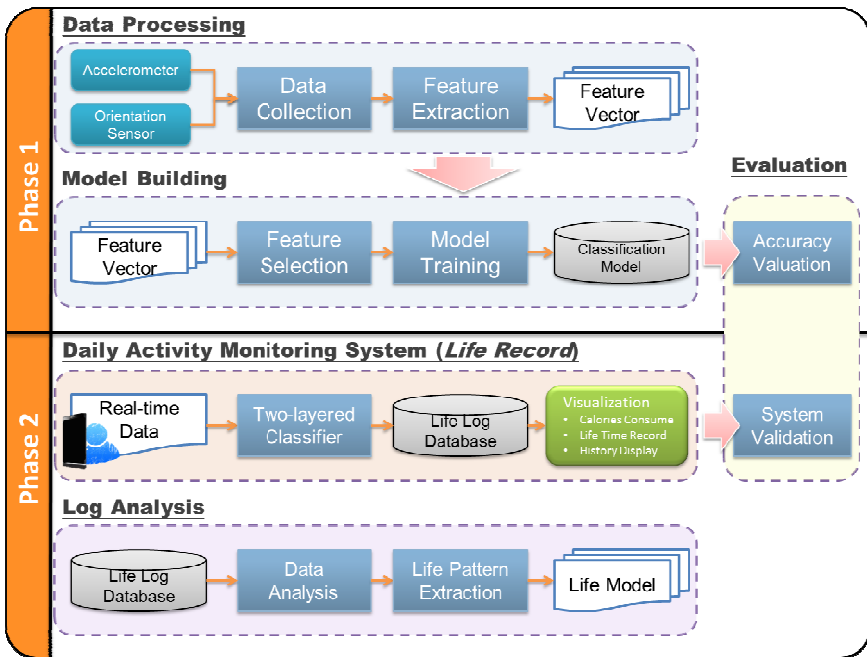 Phase 1
Data Processing
Accelerometer
Orientation
Sensor
Data
Collection
Feature
Extraction
Feature
Vector
Model Building
Feature
Vector
Feature
Selection
Model
Training
Classification
Model
Evaluation
Accuracy
Valuation
Phase 2
Daily Activity Monitoring System (Life Record)
Real-time
Data
Two-layered
Classifier
Life Log
Database
Visualization
• Calories Consume
• Life Time Record
• History Display
System
Validation
Log Analysis
Life Log
Database
Data
Analysis
Life Pattern
Extraction
Life Model